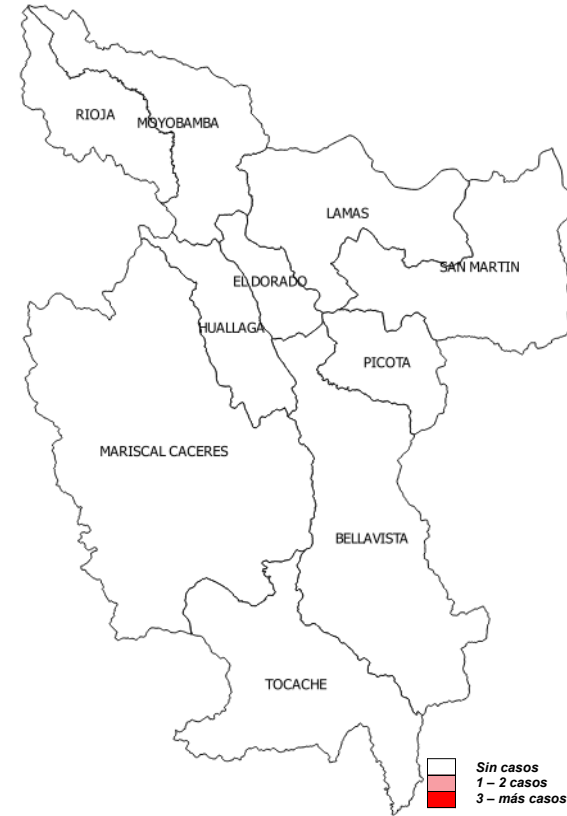 RIOJA
MOYOBAMBA
LAMAS
SAN MARTIN
EL DORADO
HUALLAGA
PICOTA
MARISCAL CACERES
BELLAVISTA
TOCACHE
Sin casos
1 – 2 casos
3 – más casos